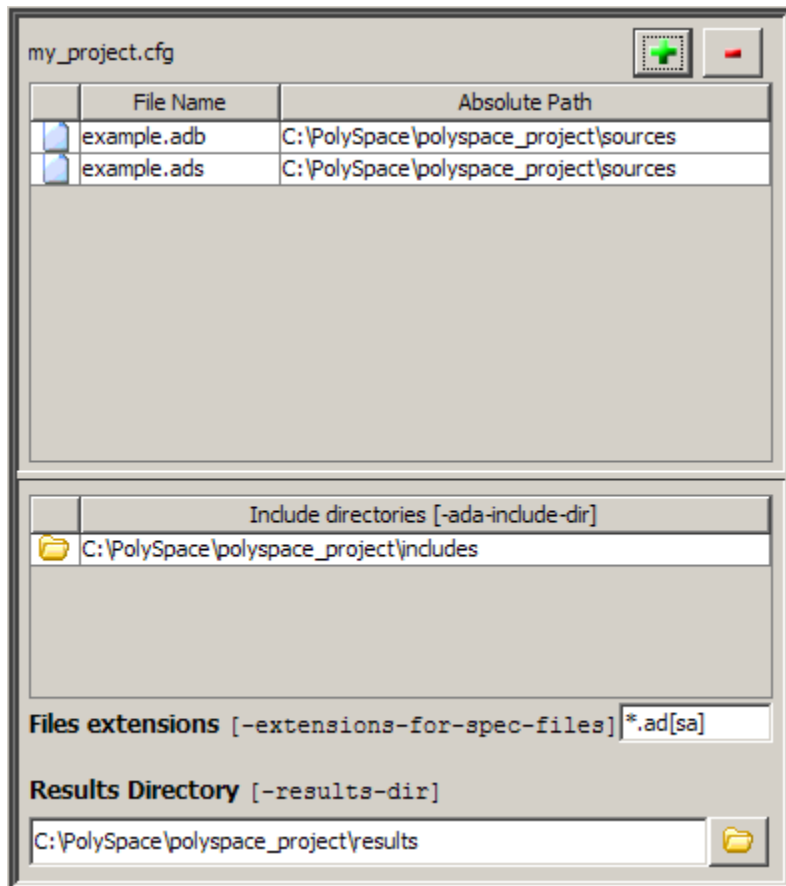 my_project.cfg
File Name Absolute Path
example.adb C:\PolySpace\polyspace_project\sources
example.ads C:\PolySpace\polyspace_project\sources
Include directories [-ada-include-dir]
C:\PolySpace\polyspace_project\includes
Files extensions [-extensions-for-spec-files] *.ad[sa]
Results Directory [-results-dir]
C:\PolySpace\polyspace_project\results